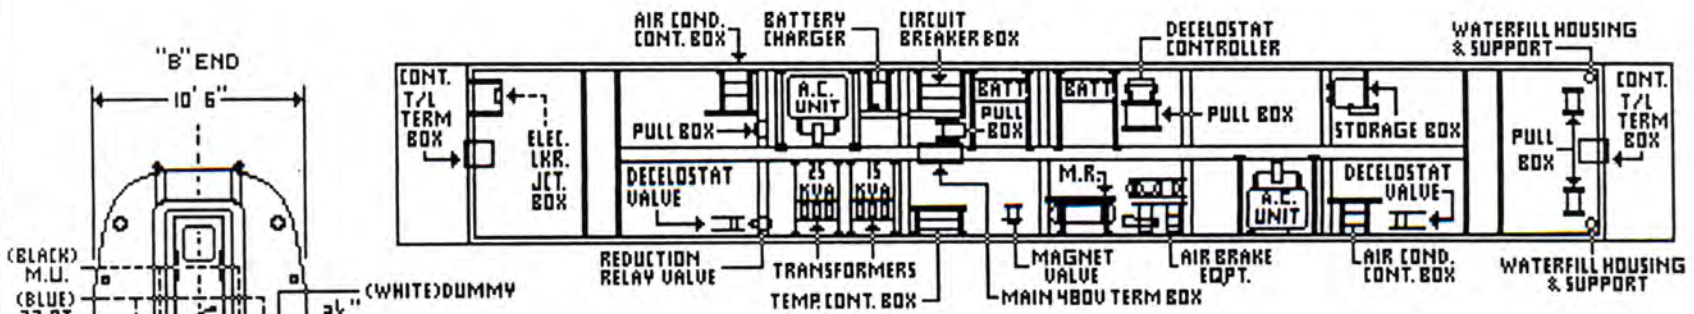 "B" END
10' 6"
(BLACK)
M.U.
(BLUE)
(WHITE)DUMMY
AIR COND.
CONT. BOX
BATTERY
CHARGER
CIRCUIT
BREAKER BOX
DECELOSTAT
CONTROLLER
WATERFILL HOUSING
& SUPPORT
CONT.
T/L
TERM
BOX
ELEC.
LKR.
JCT.
BOX
PULL BOX
A.C.
UNIT
BATT
PULL
BOX
BATT
PULL BOX
STORAGE BOX
PULL
BOX
CONT.
T/L
TERM
BOX
DECELOSTAT
VALVE
25
KVA
15
KVA
M.R.
A.C.
UNIT
DECELOSTAT
VALVE
REDUCTION
RELAY VALVE
TRANSFORMERS
TEMP. CONT. BOX
MAGNET
VALVE
MAIN 480V TERM BOX
AIR BRAKE
EQPT.
AIR COND.
CONT. BOX
WATERFILL HOUSING
& SUPPORT